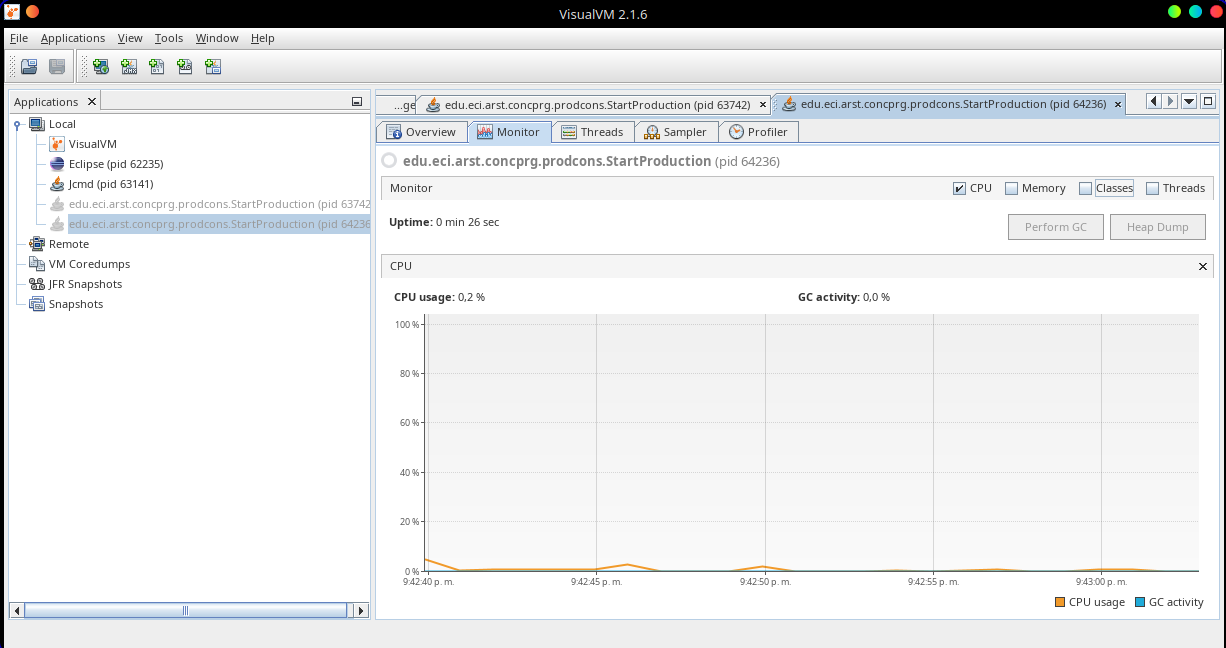 VisualVM 2.1.6
File Applications View Tools Window Help
Applications
...ge edu.eci.arst.concprg.prodcons.StartProduction (pid 63742) edu.eci.arst.concprg.prodcons.StartProduction (pid 64236)
Local
VisualVM
Eclipse (pid 62235)
Jcmd (pid 63141)
edu.eci.arst.concprg.prodcons.StartProduction (pid 63742
edu.eci.arst.concprg.prodcons.StartProduction (pid 64236
Remote
VM Coredumps
JFR Snapshots
Snapshots
Overview Monitor Threads Sampler Profiler
edu.eci.arst.concprg.prodcons.StartProduction (pid 64236)
Monitor CPU Memory Classes Threads
Uptime: 0 min 26 sec
Perform GC Heap Dump
CPU
CPU usage: 0,2 % GC activity: 0,0 %
100 %
80 %
60 %
40 %
20 %
0 %
9:42:40 p. m. 9:42:45 p. m. 9:42:50 p. m. 9:42:55 p. m. 9:43:00 p. m.
CPU usage GC activity